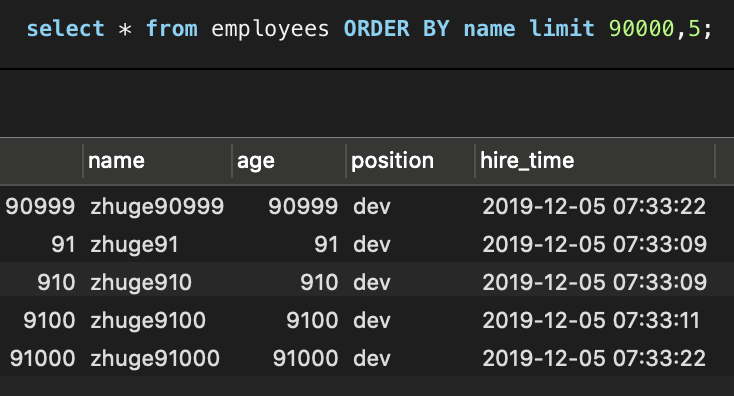 select * from employees ORDER BY name limit 90000,5;
name age position hire_time
90999 zhuge90999 90999 dev 2019-12-05 07:33:22
91 zhuge91 91 dev 2019-12-05 07:33:09
910 zhuge910 910 dev 2019-12-05 07:33:09
9100 zhuge9100 9100 dev 2019-12-05 07:33:11
91000 zhuge91000 91000 dev 2019-12-05 07:33:22